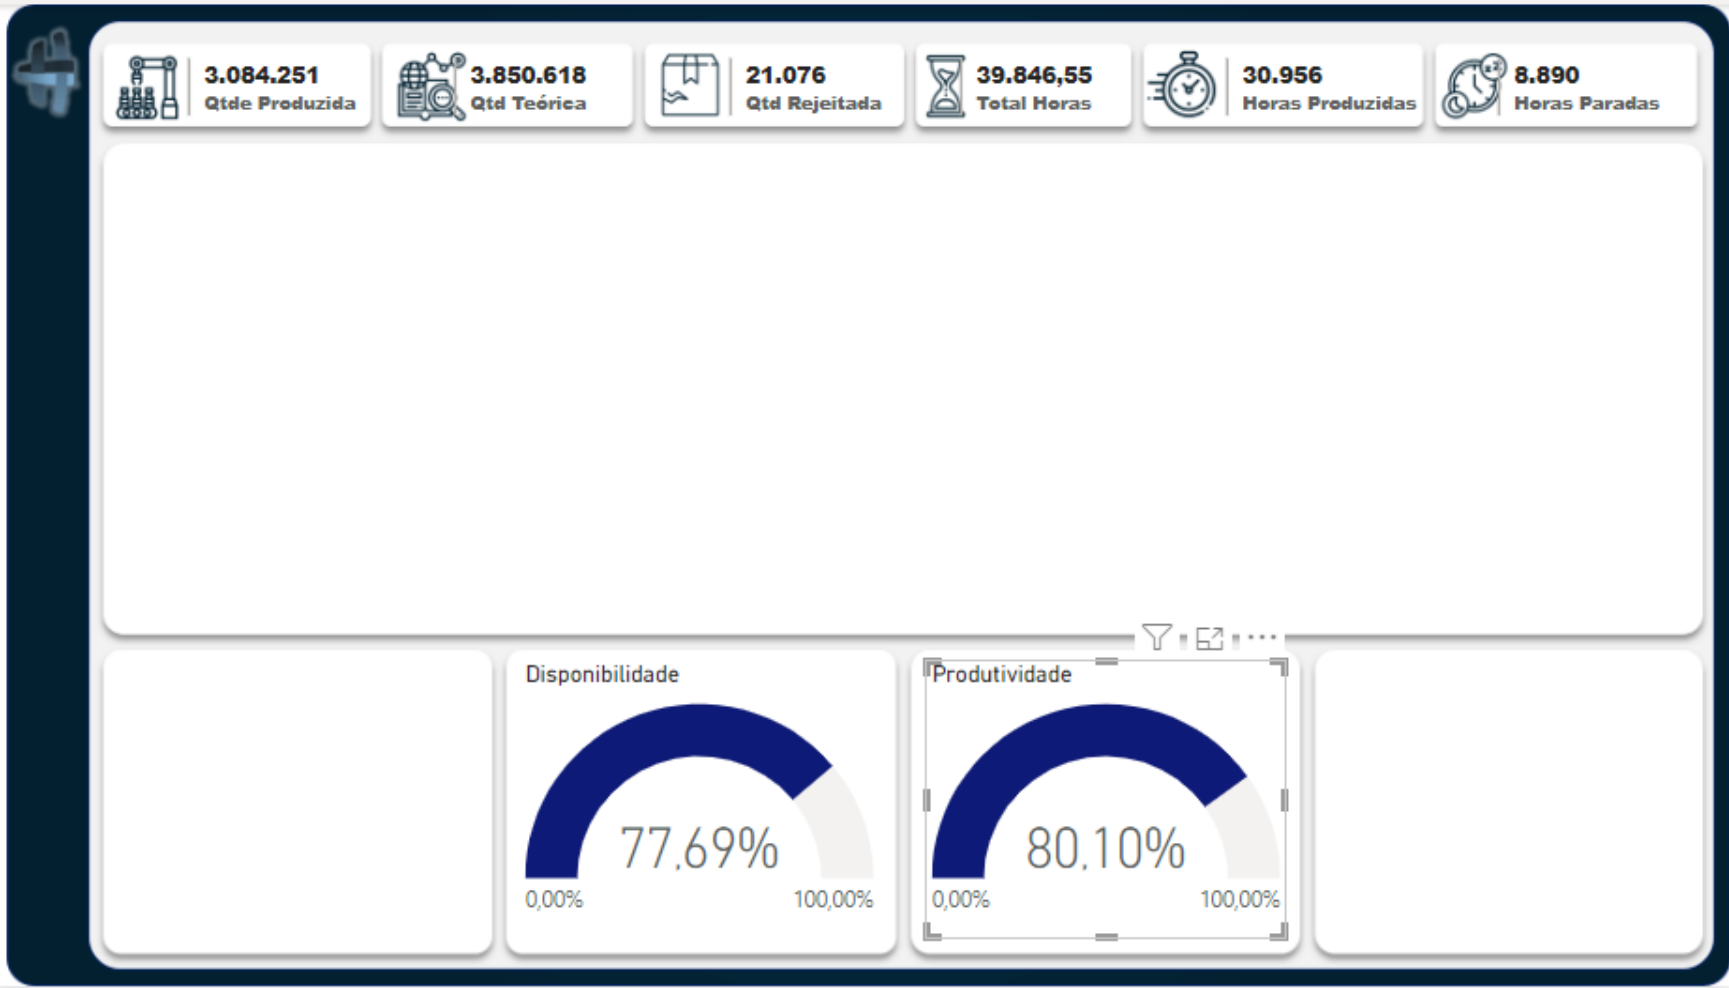 3.084.251
Qtde Produzida
3.850.618
Qtd Teórica
21.076
Qtd Rejeitada
39.846,55
Total Horas
30.956
Horas Produzidas
8.890
Horas Paradas
Disponibilidade
77,69%
0,00%
100,00%
Produtividade
80,10%
0,00%
100,00%